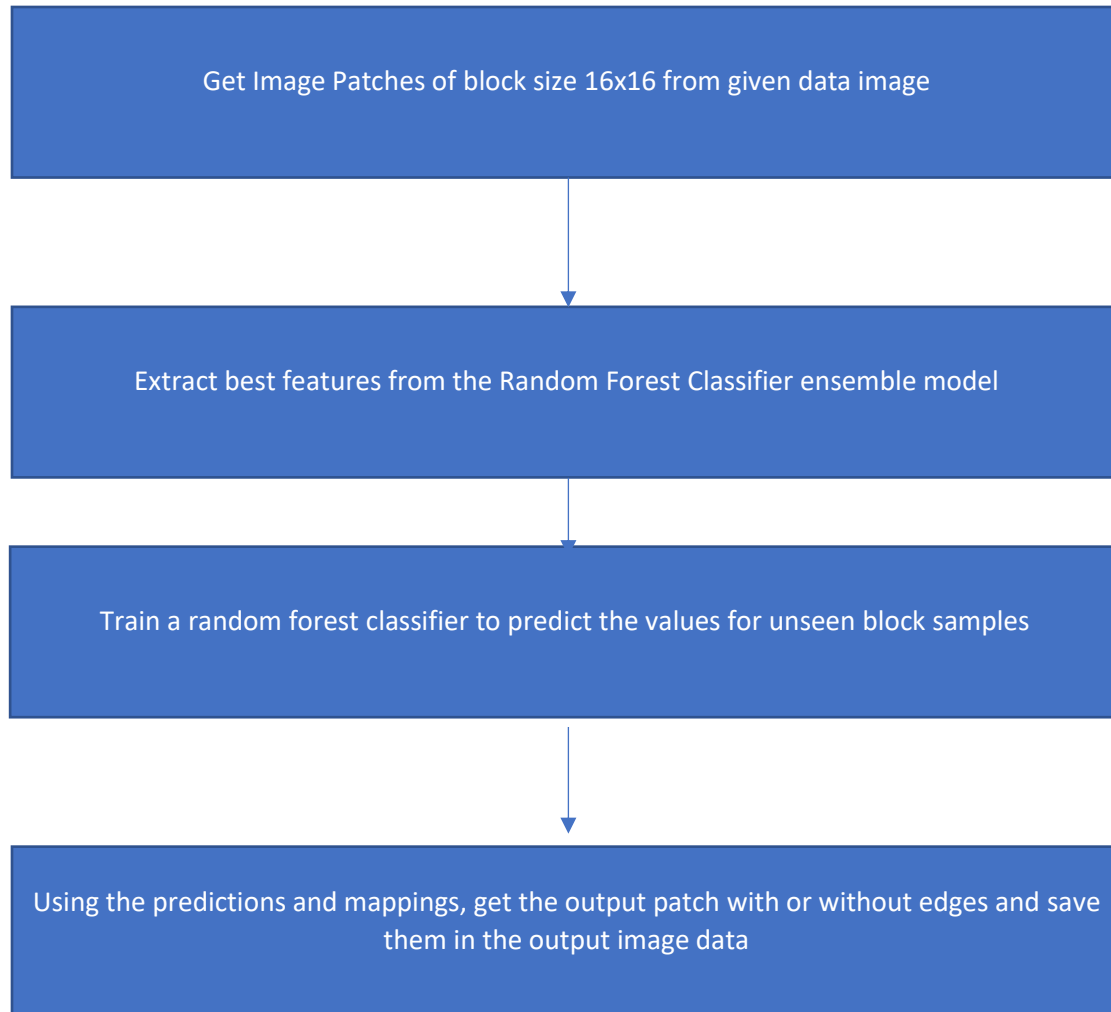 Get Image Patches of block size 16x16 from given data image
Extract best features from the Random Forest Classifier ensemble model
Train a random forest classifier to predict the values for unseen block samples
Using the predictions and mappings, get the output patch with or without edges and save
them in the output image data